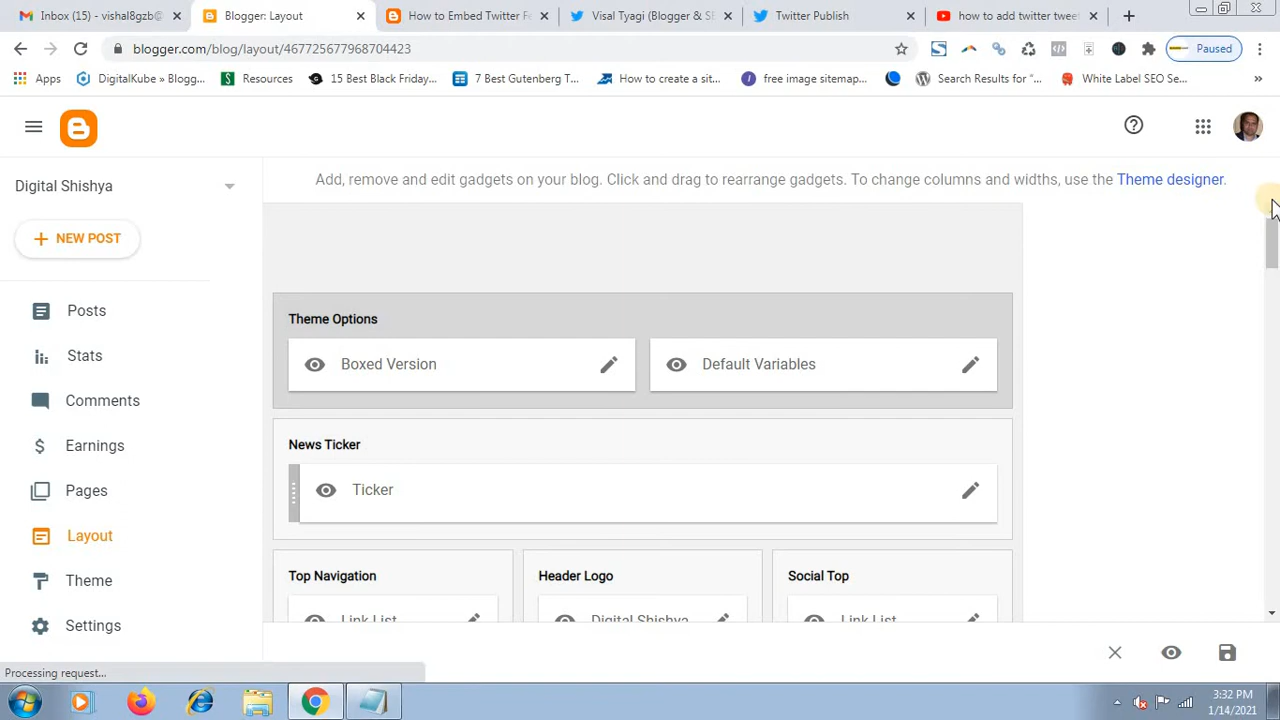 Inbox (15) - vishal8gzb@
Blogger: Layout
How to Embed Twitter F
Visal Tyagi (Blogger & S
Twitter Publish
how to add twitter twee
blogger.com/blog/layout/467725677968704423
Paused
Apps
DigitalKube » Blogg...
Resources
15 Best Black Friday...
7 Best Gutenberg T...
How to create a sit...
free image sitemap...
Search Results for “...
White Label SEO Se...
Digital Shishya
Add, remove and edit gadgets on your blog. Click and drag to rearrange gadgets. To change columns and widths, use the Theme designer.
NEW POST
Posts
Stats
Comments
Earnings
Pages
Layout
Theme
Settings
Theme Options
Boxed Version
Default Variables
News Ticker
Ticker
Top Navigation
Header Logo
Social Top
Link List
Digital Shishya
Link List
Processing request...
3:32 PM
1/14/2021